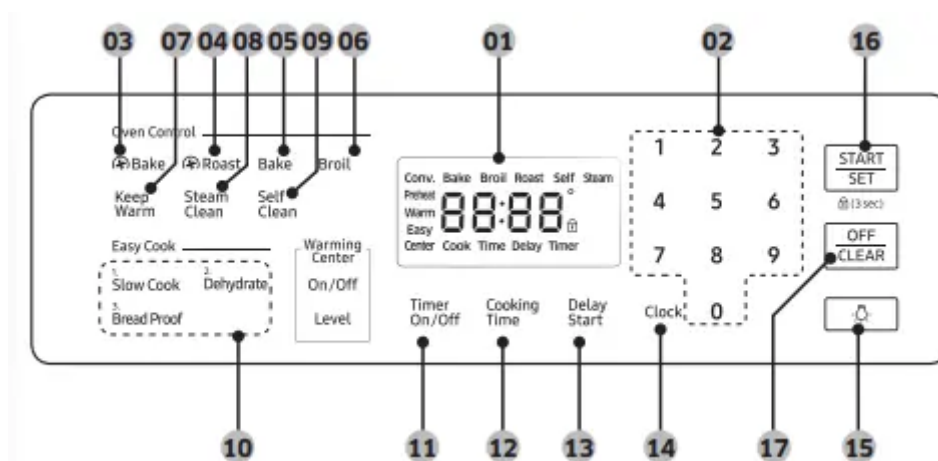 03 07 04 08 05 09 06 01 02 16
Oven Control
Bake Roast Bake Broil
Keep Warm
Steam Clean
Self Clean
Easy Cook
1. Slow Cook
2. Dehydrate
3. Bread Proof
Warming Center
On/Off
Level
Conv. Bake Broil Roast Self Steam
Preheat
Warm
Easy
88:88°
Center Cook Time Delay Timer
Timer On/Off
Cooking Time
Delay Start
Clock
1 2 3
4 5 6
7 8 9
0
START
SET
(3 sec)
OFF
CLEAR
10 11 12 13 14 17 15